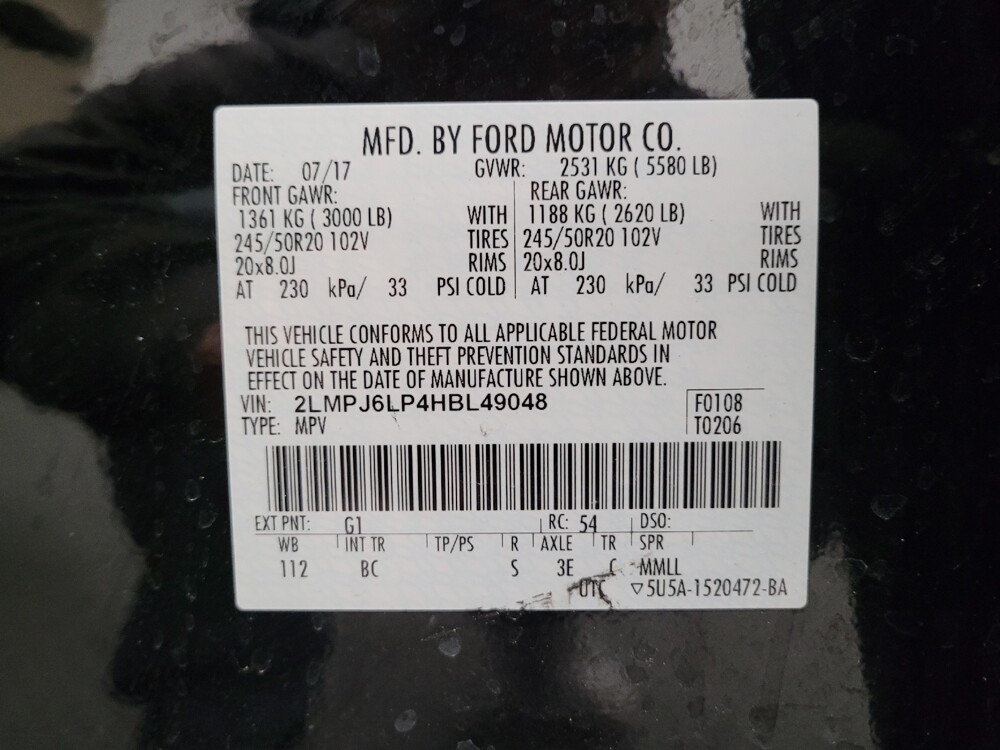 MFD. BY FORD MOTOR CO.
DATE: 07/17 GVWR: 2531 KG ( 5580 LB)
FRONT GAWR: REAR GAWR:
1361 KG ( 3000 LB) WITH 1188 KG ( 2620 LB) WITH
245/50R20 102V TIRES 245/50R20 102V TIRES
20x8.0J RIMS 20x8.0J RIMS
AT 230 kPa/ 33 PSI COLD AT 230 kPa/ 33 PSI COLD
THIS VEHICLE CONFORMS TO ALL APPLICABLE FEDERAL MOTOR
VEHICLE SAFETY AND THEFT PREVENTION STANDARDS IN
EFFECT ON THE DATE OF MANUFACTURE SHOWN ABOVE.
VIN: 2LMPJ6LP4HBL49048 F0108
TYPE: MPV T0206
EXT PNT: G1 RC: 54 DSO:
WB INT TR TP/PS R AXLE TR SPR
112 BC S 3E C MMLL
UTC ▽5U5A-1520472-BA